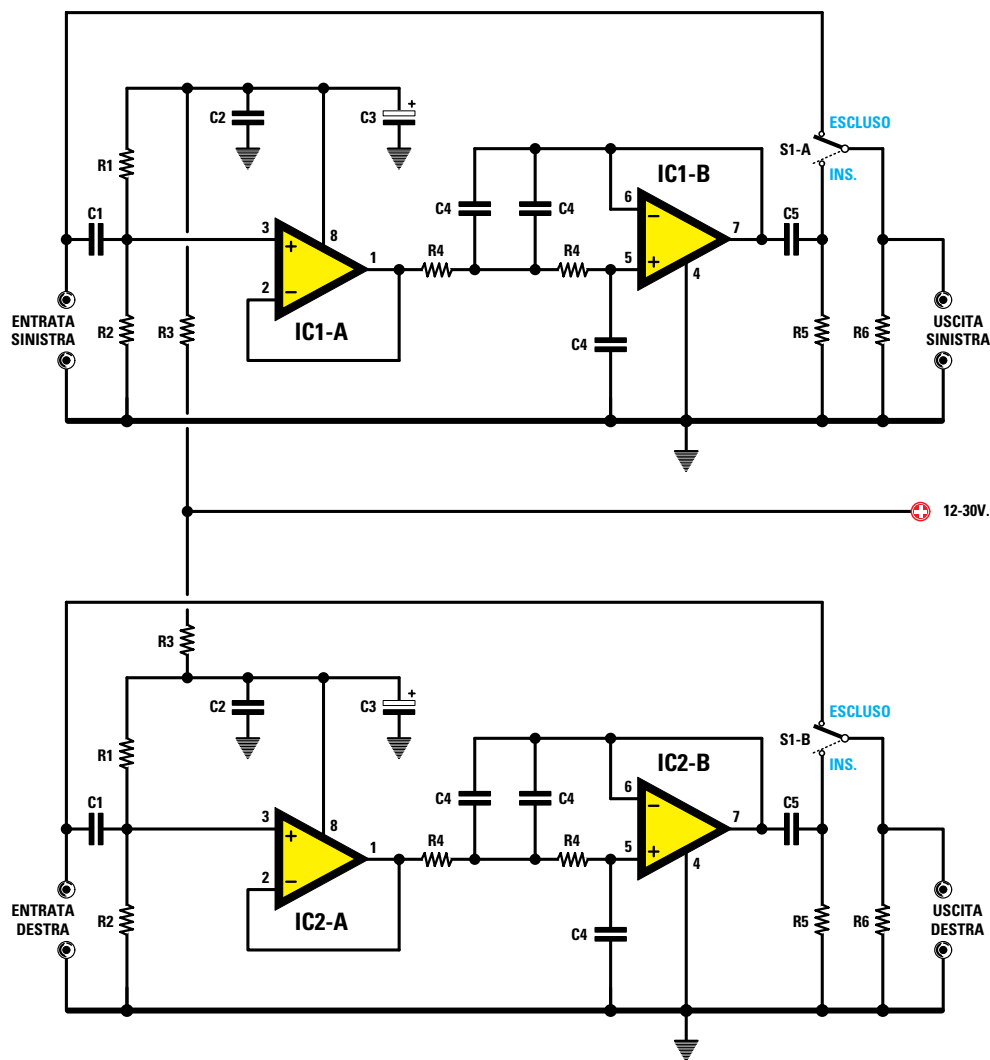 C2
C3
+
ESCLUSO
S1-A
INS.
R1
C1
C4
C4
IC1-B
6
−
7
C5
3
+
8
1
R4
R4
5
+
4
2
−
IC1-A
ENTRATA
SINISTRA
R2
R3
C4
R5
R6
USCITA
SINISTRA
12-30V.
R3
C2
C3
+
ESCLUSO
S1-B
INS.
R1
C1
C4
C4
IC2-B
6
−
7
C5
3
+
8
1
R4
R4
5
+
4
2
−
IC2-A
ENTRATA
DESTRA
R2
C4
R5
R6
USCITA
DESTRA